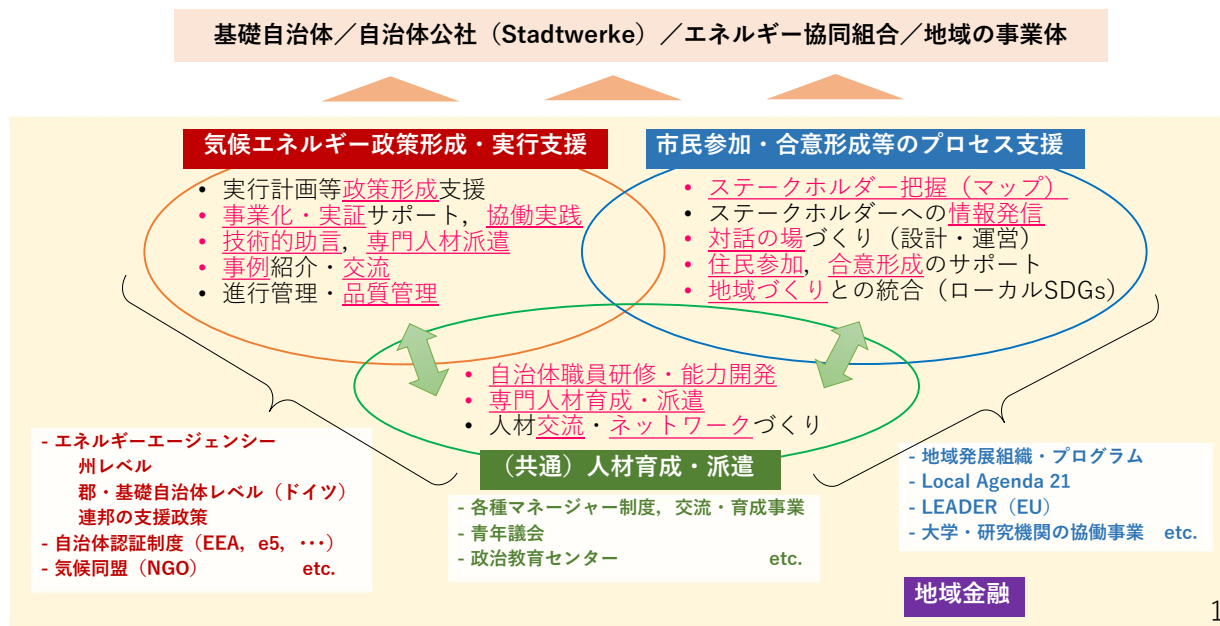 基礎自治体／自治体公社（Stadtwerke）／エネルギー協同組合／地域の事業体
気候エネルギー政策形成・実行支援
• 実行計画等政策形成支援
• 事業化・実証サポート，協働実践
• 技術的助言，専門人材派遣
• 事例紹介・交流
• 進行管理・品質管理
市民参加・合意形成等のプロセス支援
• ステークホルダー把握（マップ）
• ステークホルダーへの情報発信
• 対話の場づくり（設計・運営）
• 住民参加，合意形成のサポート
• 地域づくりとの統合（ローカルSDGs）
• 自治体職員研修・能力開発
• 専門人材育成・派遣
• 人材交流・ネットワークづくり
（共通）人材育成・派遣
- エネルギーエージェンシー
州レベル
郡・基礎自治体レベル（ドイツ）
連邦の支援政策
- 自治体認証制度（EEA，e5，･･･）
- 気候同盟（NGO） etc.
- 各種マネージャー制度，交流・育成事業
- 青年議会
- 政治教育センター etc.
- 地域発展組織・プログラム
- Local Agenda 21
- LEADER（EU）
- 大学・研究機関の協働事業 etc.
地域金融
1